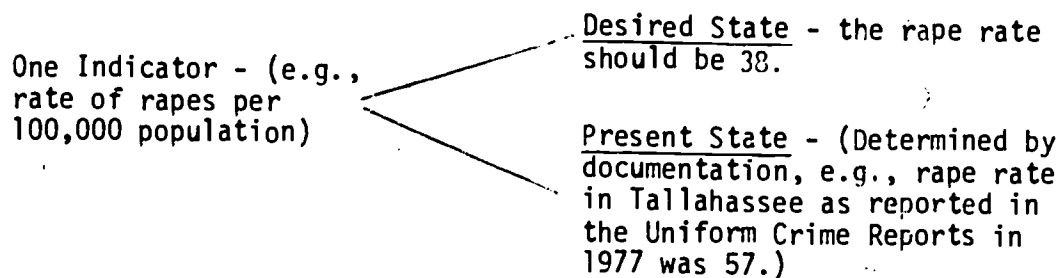 One Indicator - (e.g.,
rate of rapes per
100,000 population)
Desired State - the rape rate
should be 38.
Present State - (Determined by
documentation, e.g., rape rate
in Tallahassee as reported in
the Uniform Crime Reports in
1977 was 57.)